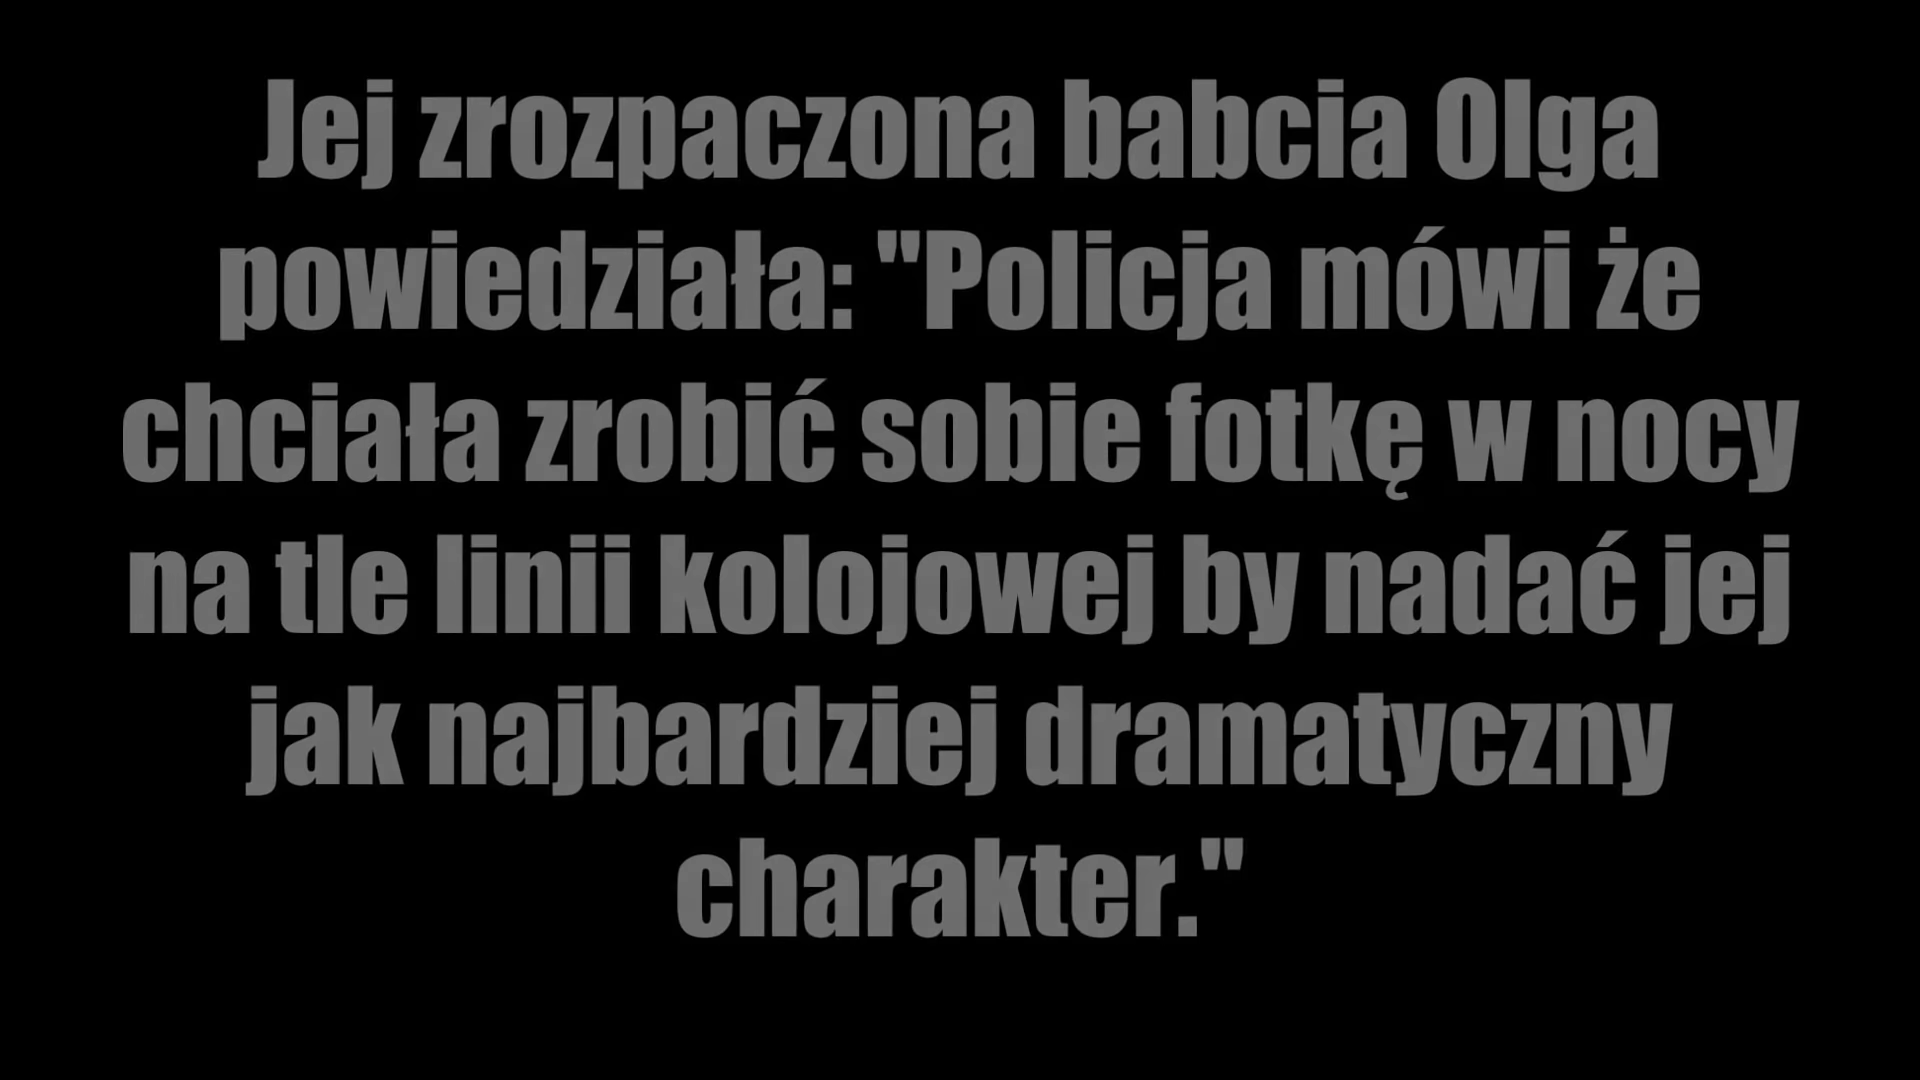 Jej zrozpaczona babcia Olga
powiedziała: "Policja mówi że
chciała zrobić sobie fotkę w nocy
na tle linii kolojowej by nadać jej
jak najbardziej dramatyczny
charakter."